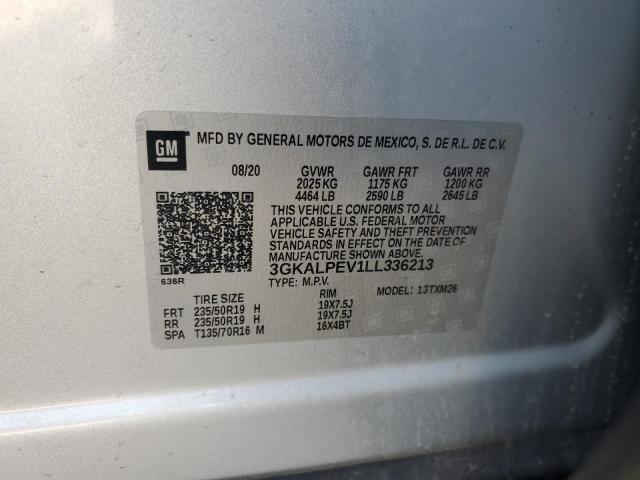 GM
MFD BY GENERAL MOTORS DE MEXICO, S. DE R.L. DE C.V.
08/20 GVWR GAWR FRT GAWR RR
2025 KG 1175 KG 1200 KG
4464 LB 2590 LB 2645 LB
THIS VEHICLE CONFORMS TO ALL
APPLICABLE U.S. FEDERAL MOTOR
VEHICLE SAFETY AND THEFT PREVENTION
STANDARDS IN EFFECT ON THE DATE OF
MANUFACTURE SHOWN ABOVE.
3GKALPEV1LL336213
636R TYPE: M.P.V. MODEL: 13TXM26
TIRE SIZE RIM
FRT 235/50R19 H 19X7.5J
RR 235/50R19 H 19X7.5J
SPA T135/70R16 M 16X4BT